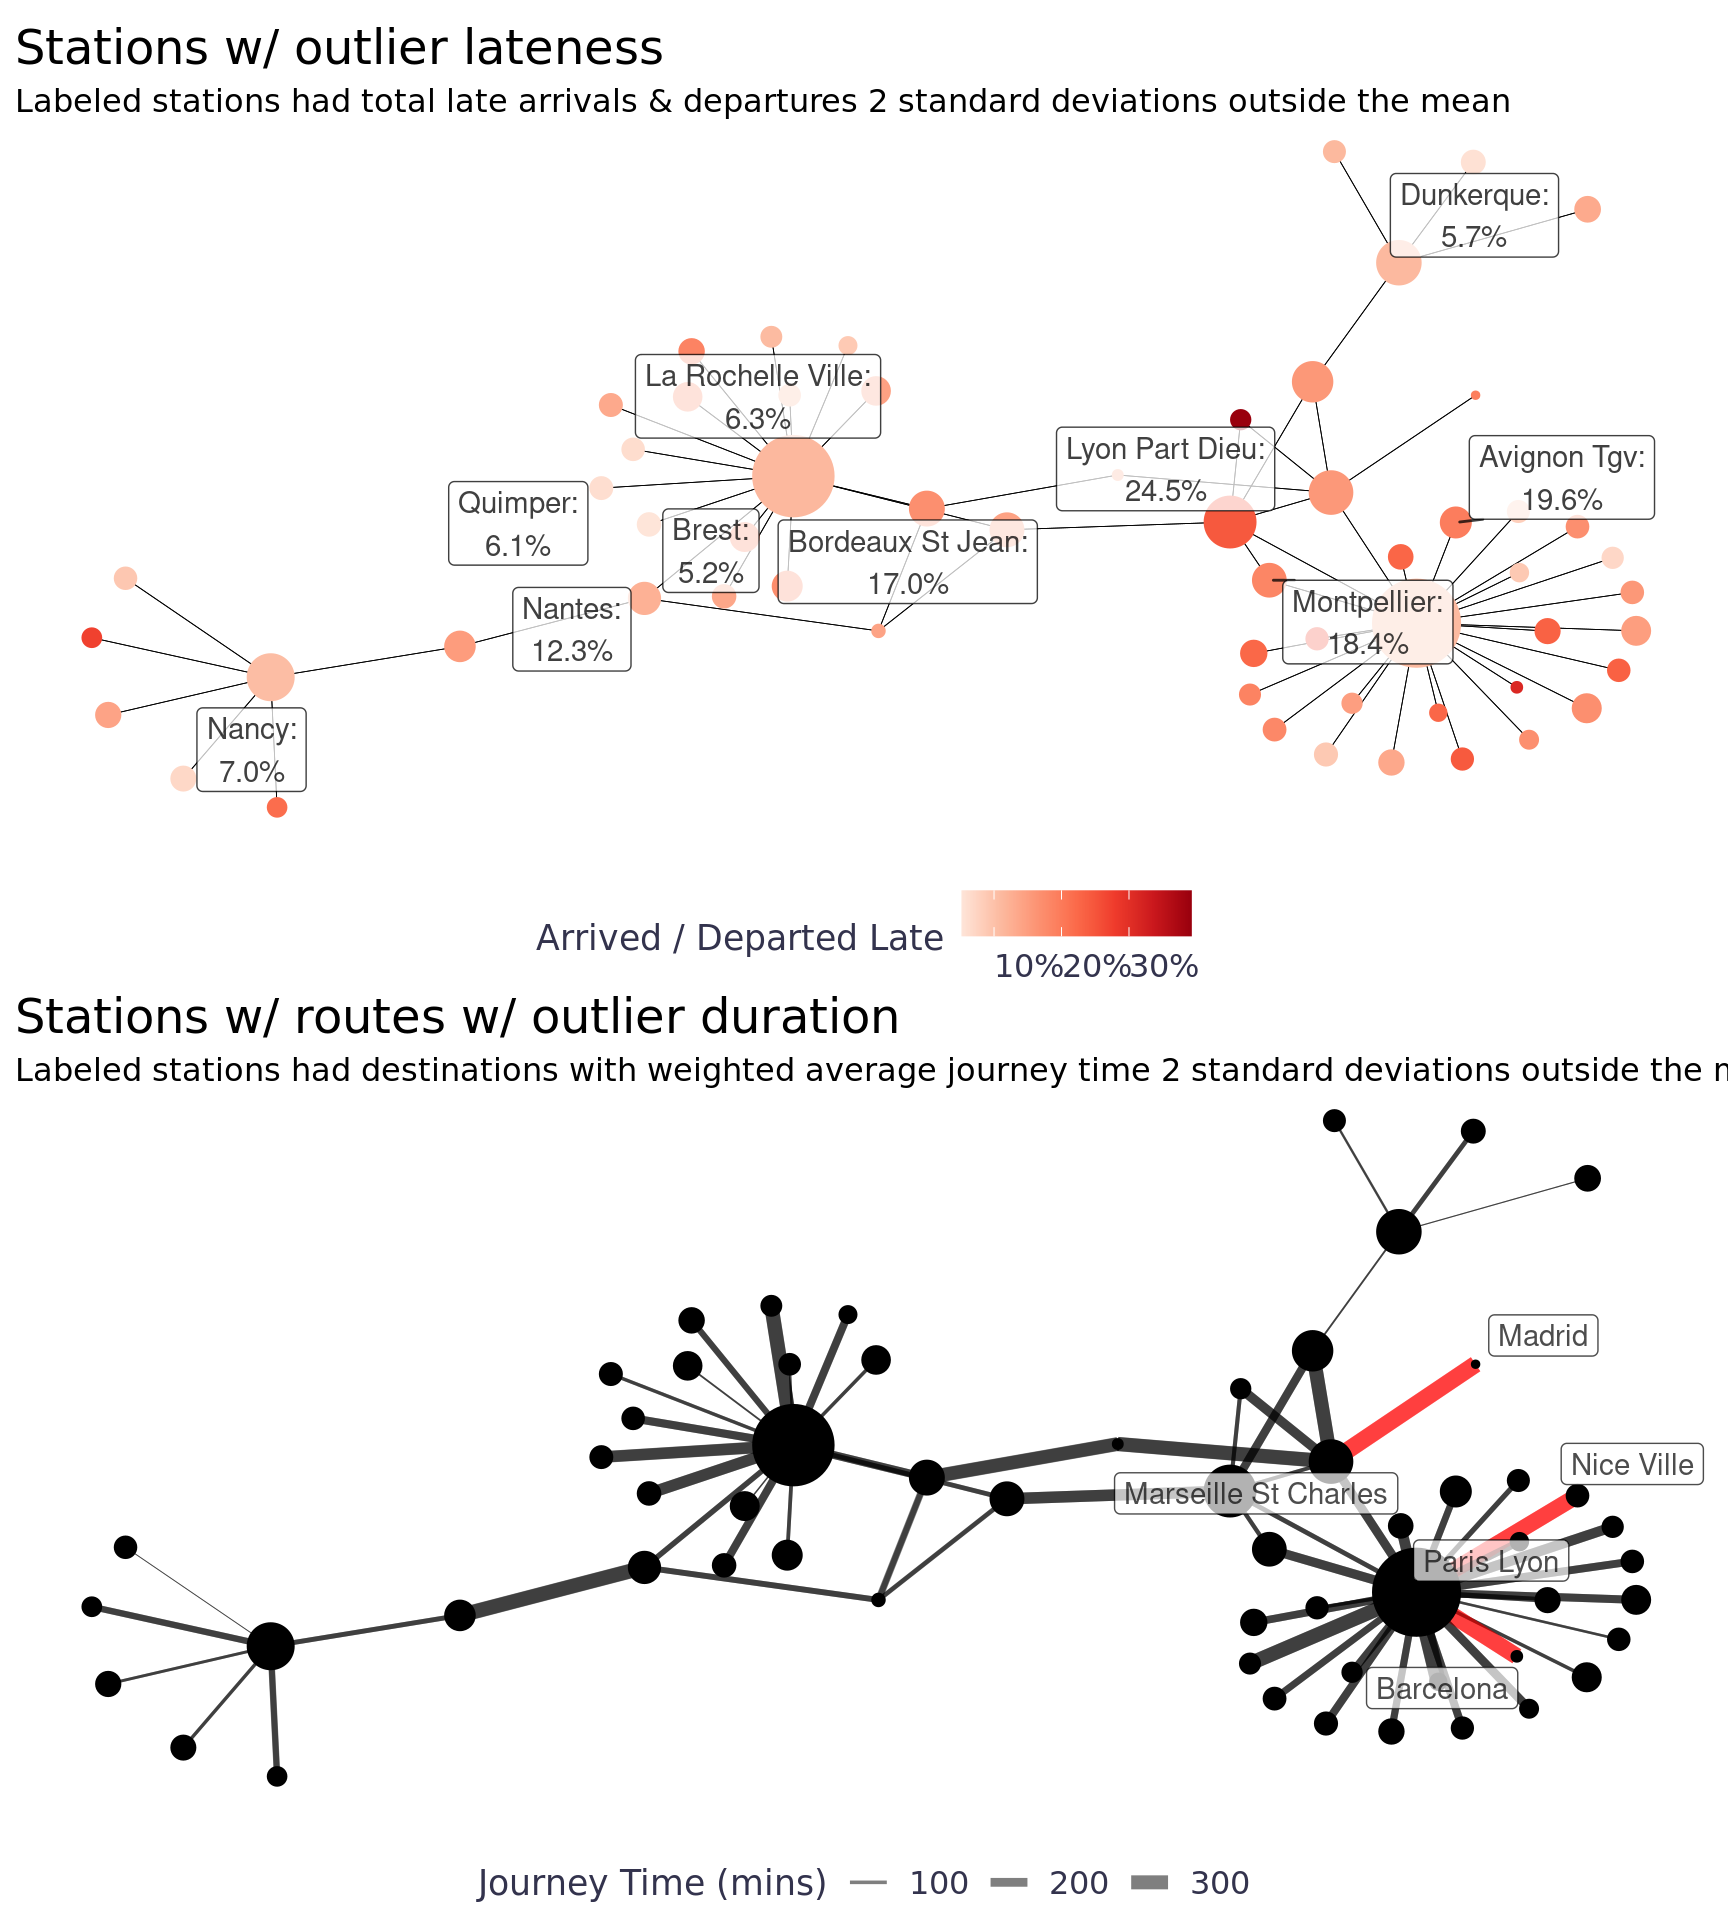 Stations w/ outlier lateness
Labeled stations had total late arrivals & departures 2 standard deviations outside the mean
Dunkerque:
5.7%
La Rochelle Ville:
6.3%
Lyon Part Dieu:
24.5%
Avignon Tgv:
19.6%
Quimper:
6.1%
Brest:
5.2%
Bordeaux St Jean:
17.0%
Nantes:
12.3%
Montpellier:
18.4%
Nancy:
7.0%
Arrived / Departed Late
10% 20% 30%
Stations w/ routes w/ outlier duration
Labeled stations had destinations with weighted average journey time 2 standard deviations outside the
Madrid
Nice Ville
Marseille St Charles
Paris Lyon
Barcelona
Journey Time (mins) 100 200 300